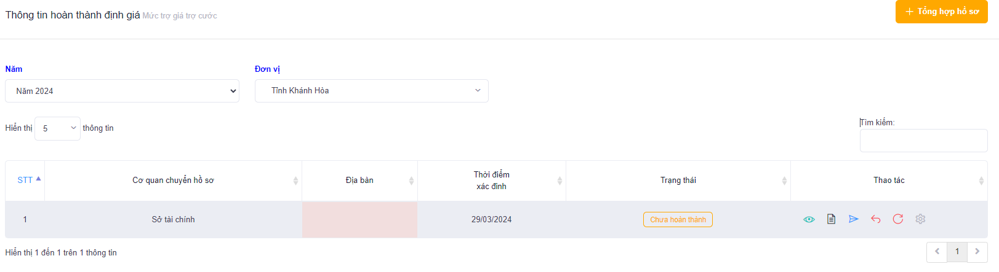 Thông tin hoàn thành định giá Mức trợ giá trợ cước
+ Tổng hợp hồ sơ
Năm
Đơn vị
Năm 2024
Tỉnh Khánh Hòa
Hiển thị 5 thông tin
Tìm kiếm:
STT
Cơ quan chuyển hồ sơ
Địa bàn
Thời điểm
xác định
Trạng thái
Thao tác
1
Sở tài chính
29/03/2024
Chưa hoàn thành
Hiển thị 1 đến 1 trên 1 thông tin
1